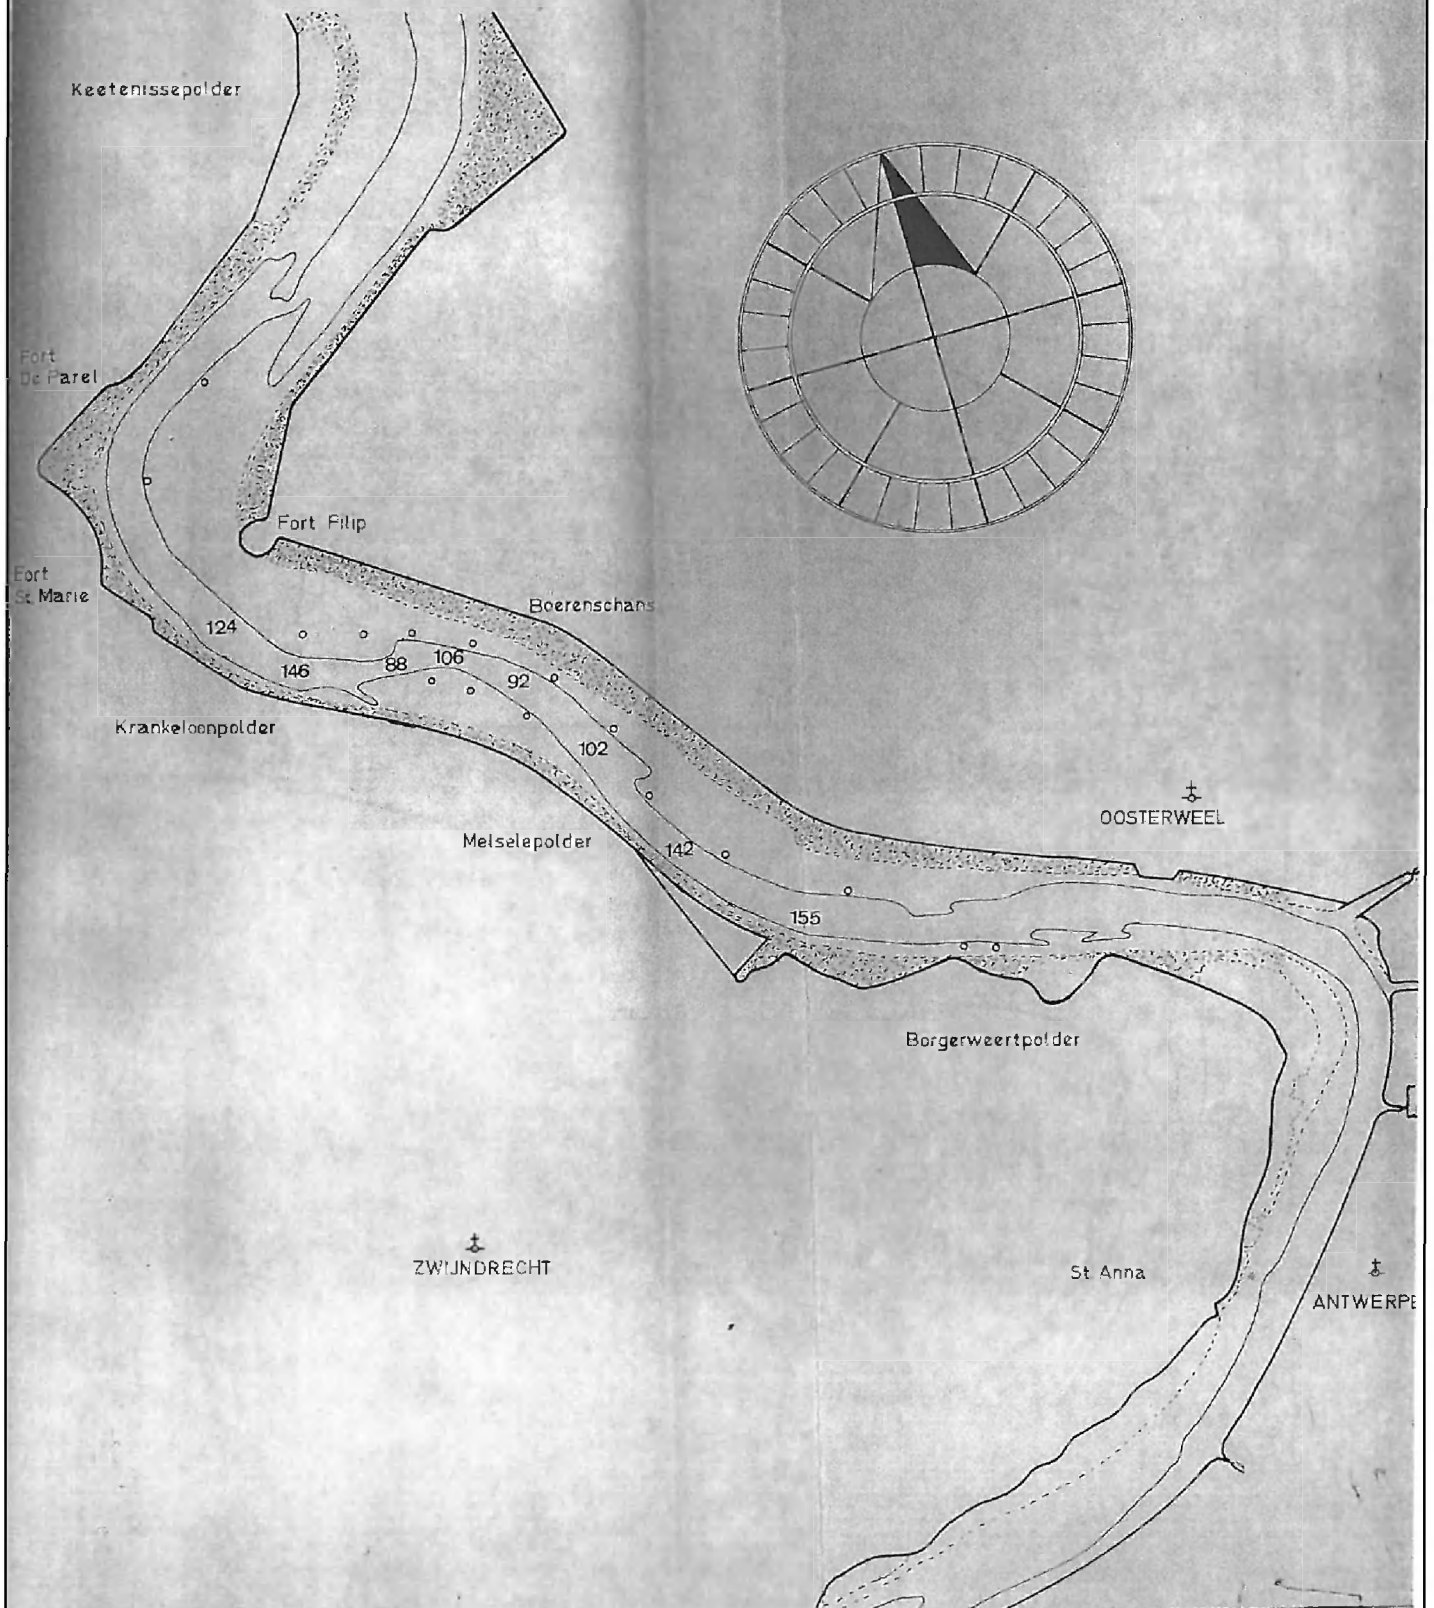 Keetenissepolder
Fort
De Parel
Fort Filip
Fort
St. Marie
Boerenschans
124
146
88
106
92
Krankeloonpolder
102
OOSTERWEEL
Melselepolder
142
155
Borgerweertpolder
ZWIJNDRECHT
St Anna
ANTWERPE